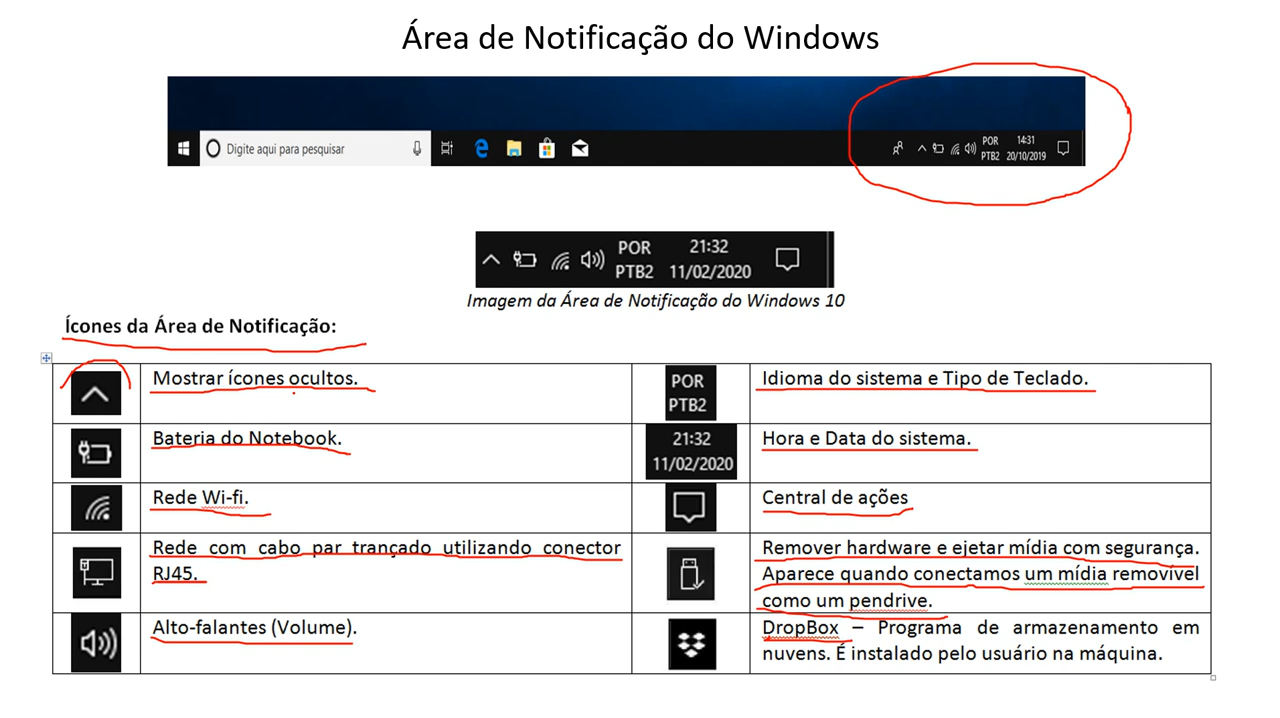 Área de Notificação do Windows
Digite aqui para pesquisar
POR
PTB2
14:31
20/10/2019
POR
PTB2
21:32
11/02/2020
Imagem da Área de Notificação do Windows 10
Ícones da Área de Notificação:
Mostrar ícones ocultos.
POR
PTB2
Idioma do sistema e Tipo de Teclado.
Bateria do Notebook.
21:32
11/02/2020
Hora e Data do sistema.
Rede Wi-fi.
Central de ações
Rede com cabo par trançado utilizando conector
RJ45.
Remover hardware e ejetar mídia com segurança.
Aparece quando conectamos um mídia removível
como um pendrive.
Alto-falantes (Volume).
DropBox – Programa de armazenamento em
nuvens. É instalado pelo usuário na máquina.